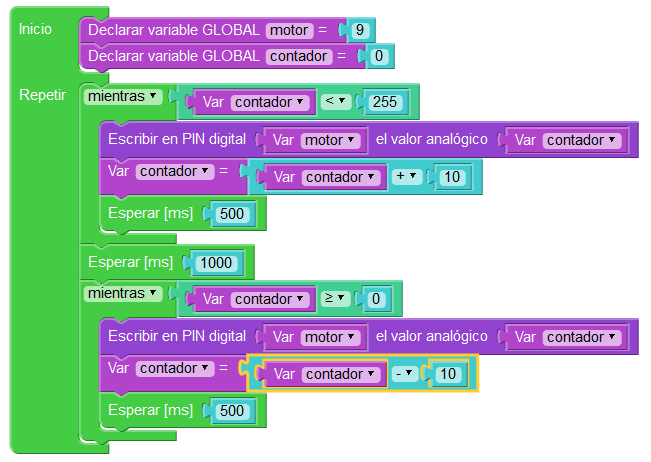 Inicio Declarar variable GLOBAL motor = 9
Declarar variable GLOBAL contador = 0
Repetir mientras Var contador < 255
Escribir en PIN digital Var motor el valor analógico Var contador
Var contador = Var contador + 10
Esperar [ms] 500
Esperar [ms] 1000
mientras Var contador ≥ 0
Escribir en PIN digital Var motor el valor analógico Var contador
Var contador = Var contador - 10
Esperar [ms] 500